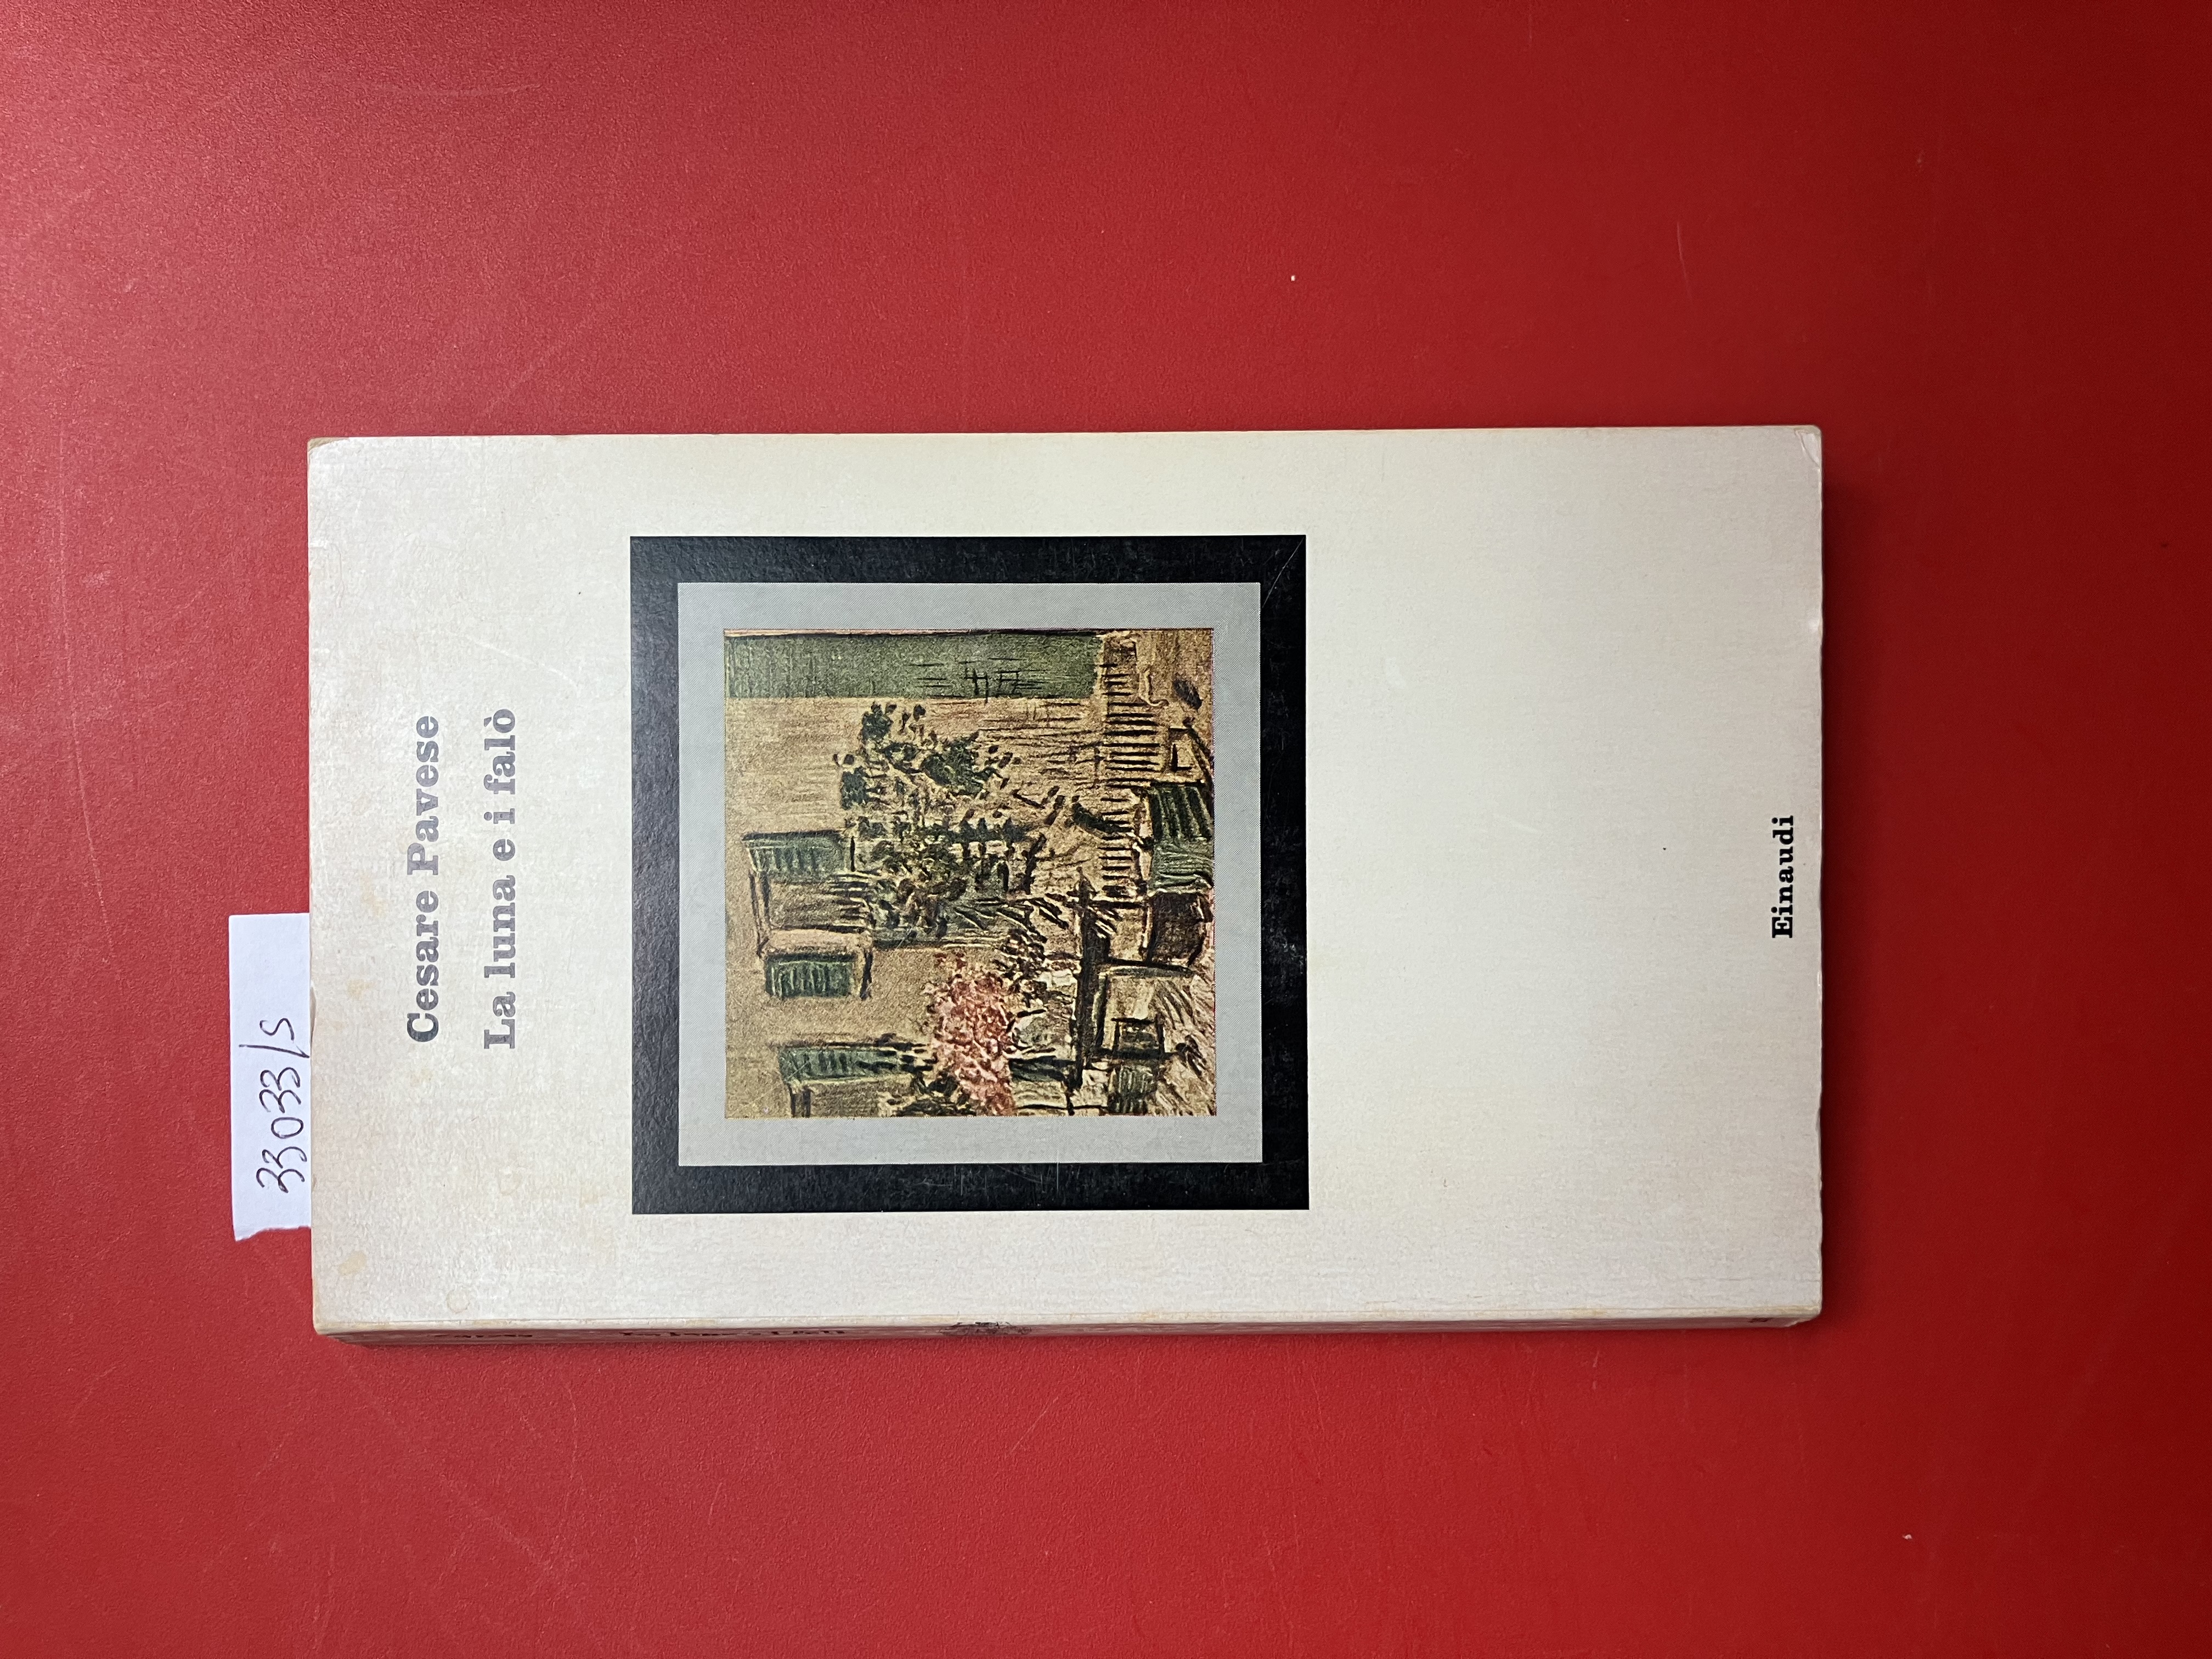 33033/S
Cesare Pavese
La luna e i falò
Einaudi